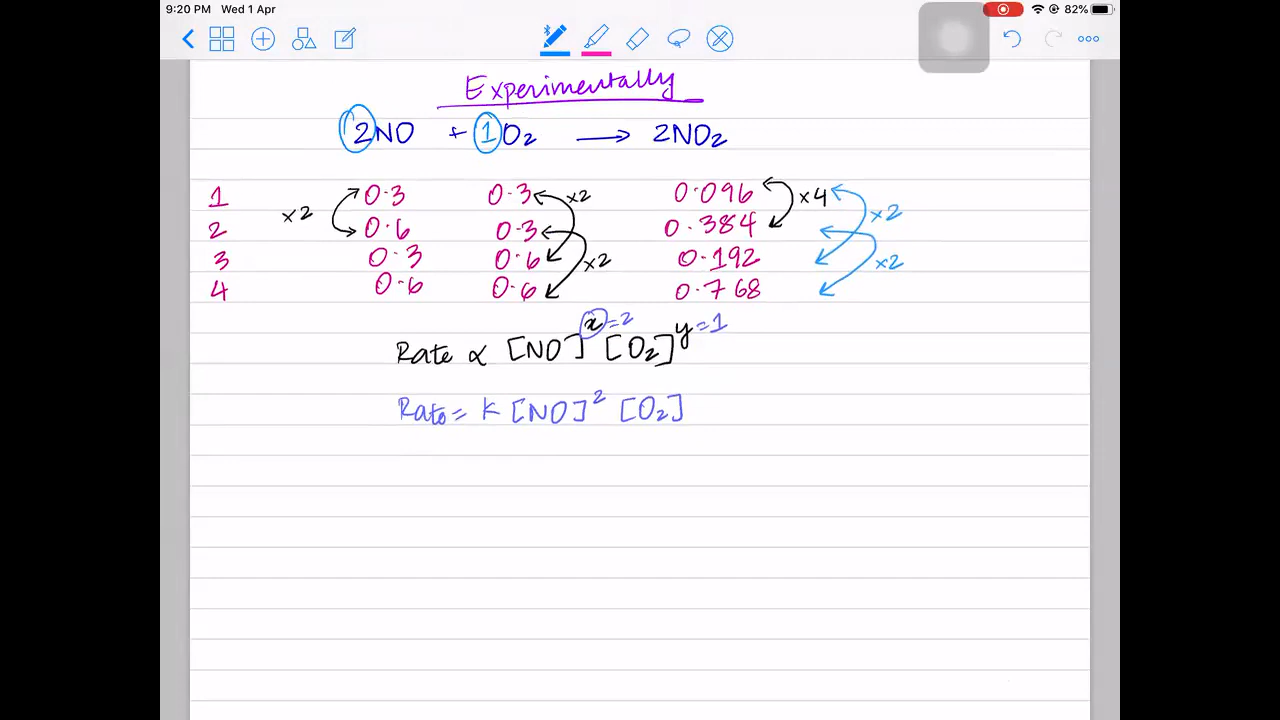 9:20 PM Wed 1 Apr 82%
Experimentally
2NO + 1O₂ → 2NO₂
1 0.3 0.3 ×2 0.096 ×4 ×2
×2
2 0.6 0.3 0.384
3 0.3 0.6 ×2 0.192 ×2
4 0.6 0.6 0.768
x=2 y=1
Rate ∝ [NO] [O₂]
Rate = K [NO]² [O₂]